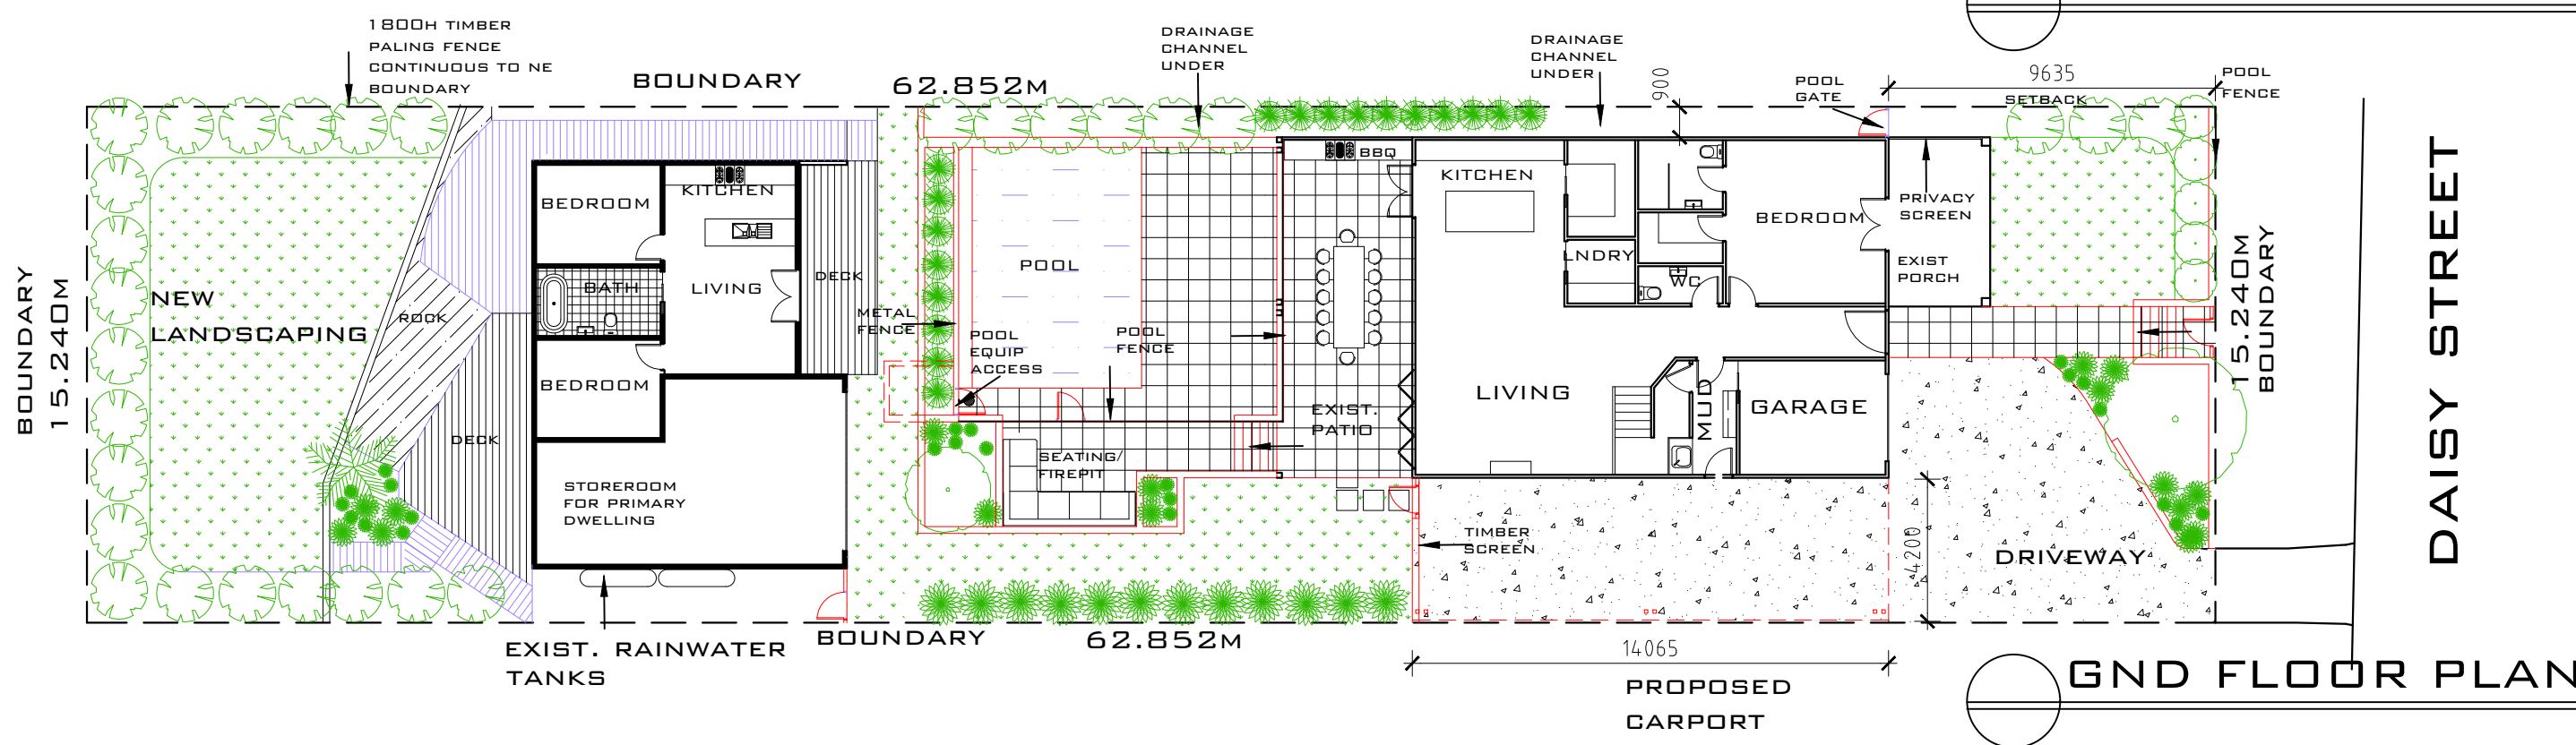 1800H TIMBER
PALING FENCE
CONTINUOUS TO NE
BOUNDARY
BOUNDARY
62.852M
DRAINAGE
CHANNEL
UNDER
DRAINAGE
CHANNEL
UNDER
900
POOL
GATE
9635
SETBACK
POOL
FENCE
BOUNDARY
15.240M
NEW
LANDSCAPING
ROCK
DECK
BEDROOM
KITCHEN
BATH
LIVING
DECK
BEDROOM
STOREROOM
FOR PRIMARY
DWELLING
METAL
FENCE
POOL
POOL
EQUIP
ACCESS
POOL
FENCE
SEATING/
FIREPIT
BBQ
EXIST.
PATIO
KITCHEN
LNDRY
WC
BEDROOM
PRIVACY
SCREEN
EXIST
PORCH
LIVING
MUD
GARAGE
TIMBER
SCREEN
4200
DRIVEWAY
15.240M
BOUNDARY
DAISY STREET
EXIST. RAINWATER
TANKS
BOUNDARY
62.852M
14065
PROPOSED
CARPORT
GND FLOOR PLAN